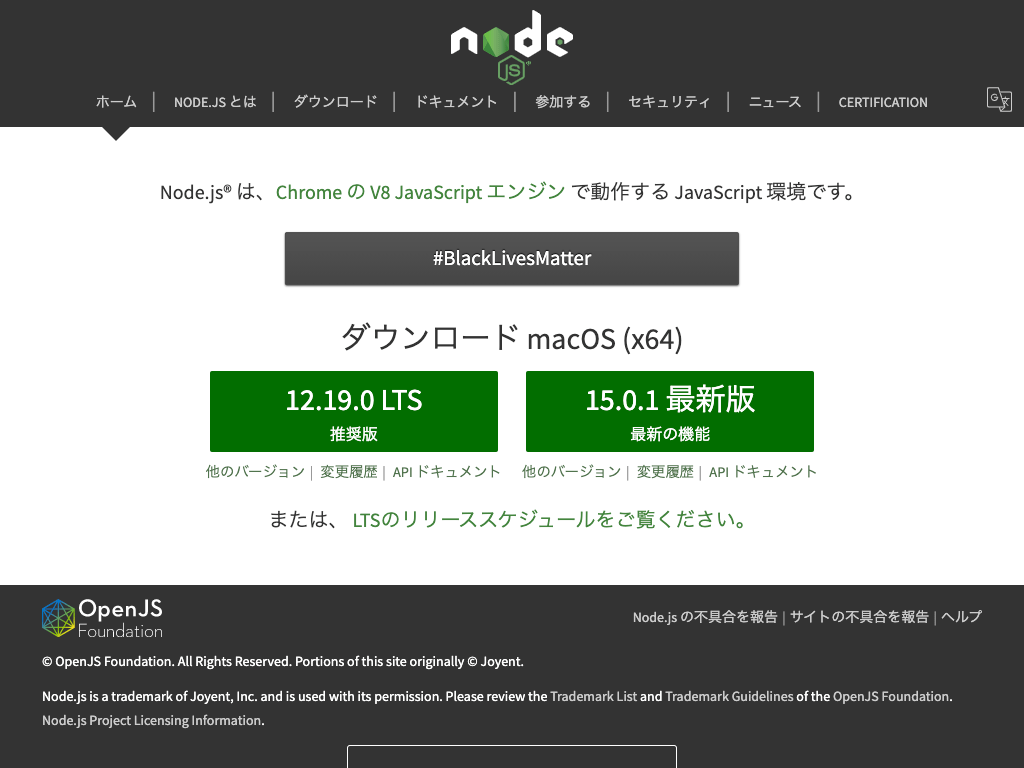 node
JS
ホーム | NODE.JS とは | ダウンロード | ドキュメント | 参加する | セキュリティ | ニュース | CERTIFICATION
Node.js® は、Chrome の V8 JavaScript エンジン で動作する JavaScript 環境です。
#BlackLivesMatter
ダウンロード macOS (x64)
12.19.0 LTS
推奨版
他のバージョン | 変更履歴 | API ドキュメント
15.0.1 最新版
最新の機能
他のバージョン | 変更履歴 | API ドキュメント
または、 LTSのリリーススケジュールをご覧ください。
OpenJS
Foundation
Node.js の不具合を報告 | サイトの不具合を報告 | ヘルプ
© OpenJS Foundation. All Rights Reserved. Portions of this site originally © Joyent.
Node.js is a trademark of Joyent, Inc. and is used with its permission. Please review the Trademark List and Trademark Guidelines of the OpenJS Foundation.
Node.js Project Licensing Information.